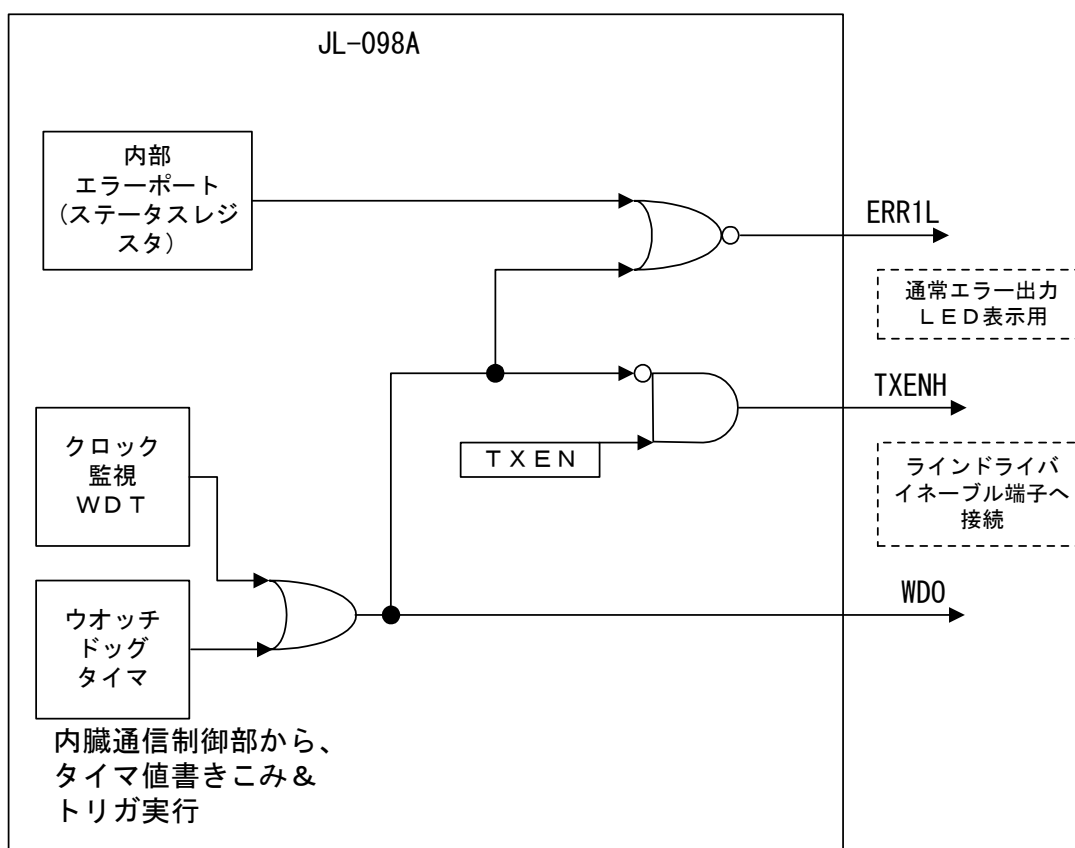 JL-098A
内部
エラーポート
(ステータスレジ
スタ)
ERR1L
通常エラー出力
ＬＥＤ表示用
TXENH
ＴＸＥＮ
ラインドライバ
イネーブル端子へ
接続
クロック
監視
ＷＤＴ
WDO
ウオッチ
ドッグ
タイマ
内臓通信制御部から、
タイマ値書きこみ＆
トリガ実行